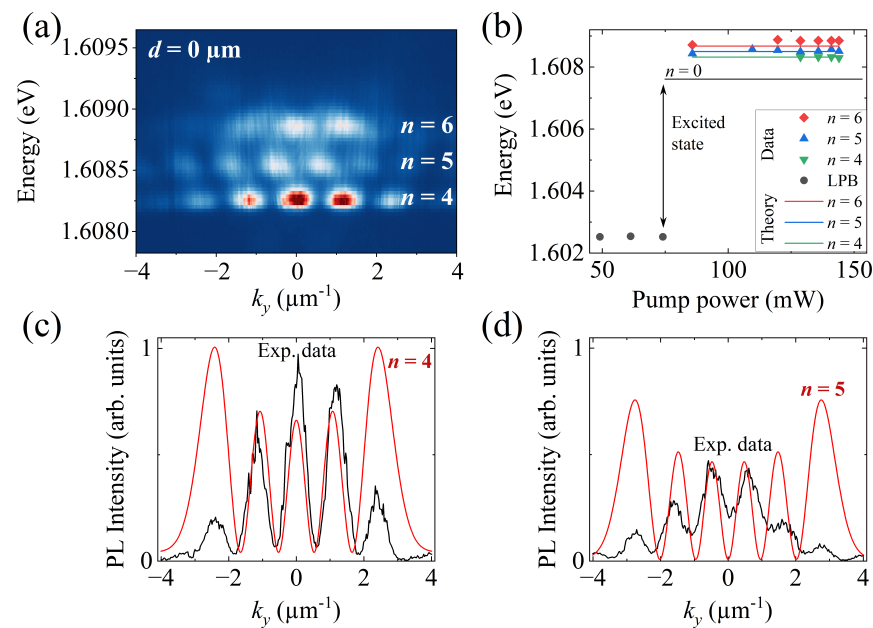 (a)
d = 0 µm
Energy (eV)
1.6095
1.6090
1.6085
1.6080
n = 6
n = 5
n = 4
−4 −2 0 2 4
k_y (µm⁻¹)
(b)
Energy (eV)
1.608
1.606
1.604
1.602
n = 0
Excited
state
Data
n = 6
n = 5
n = 4
LPB
Theory
n = 6
n = 5
n = 4
50 100 150
Pump power (mW)
(c)
PL Intensity (arb. units)
1
0
Exp. data
n = 4
−4 −2 0 2 4
k_y (µm⁻¹)
(d)
PL Intensity (arb. units)
1
0
n = 5
Exp. data
−4 −2 0 2 4
k_y (µm⁻¹)